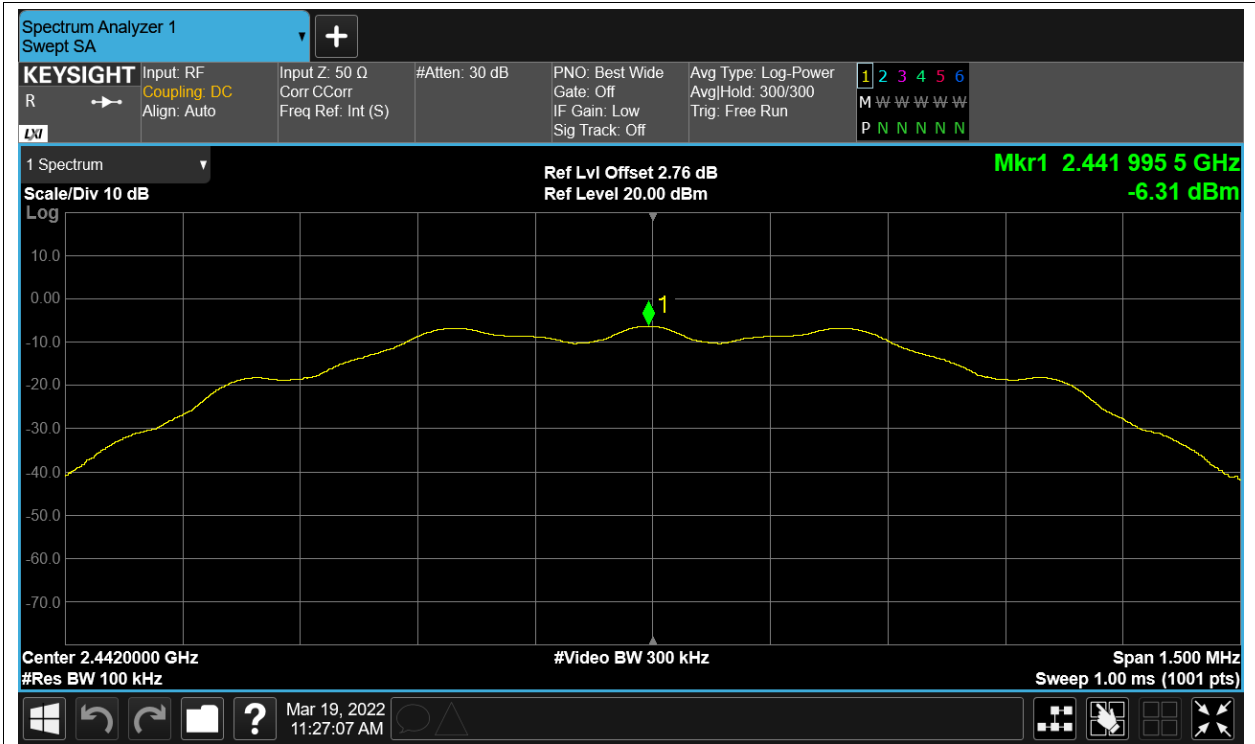 Spectrum Analyzer 1
Swept SA
KEYSIGHT
R
LXI
Input: RF
Coupling: DC
Align: Auto
Input Z: 50 Ω
Corr CCorr
Freq Ref: Int (S)
#Atten: 30 dB
PNO: Best Wide
Gate: Off
IF Gain: Low
Sig Track: Off
Avg Type: Log-Power
Avg|Hold: 300/300
Trig: Free Run
1 2 3 4 5 6
M W W W W W
P N N N N N
1 Spectrum
Scale/Div 10 dB
Log
Ref Lvl Offset 2.76 dB
Ref Level 20.00 dBm
Mkr1 2.441 995 5 GHz
-6.31 dBm
1
10.0
0.00
-10.0
-20.0
-30.0
-40.0
-50.0
-60.0
-70.0
Center 2.4420000 GHz
#Res BW 100 kHz
#Video BW 300 kHz
Span 1.500 MHz
Sweep 1.00 ms (1001 pts)
?
Mar 19, 2022
11:27:07 AM